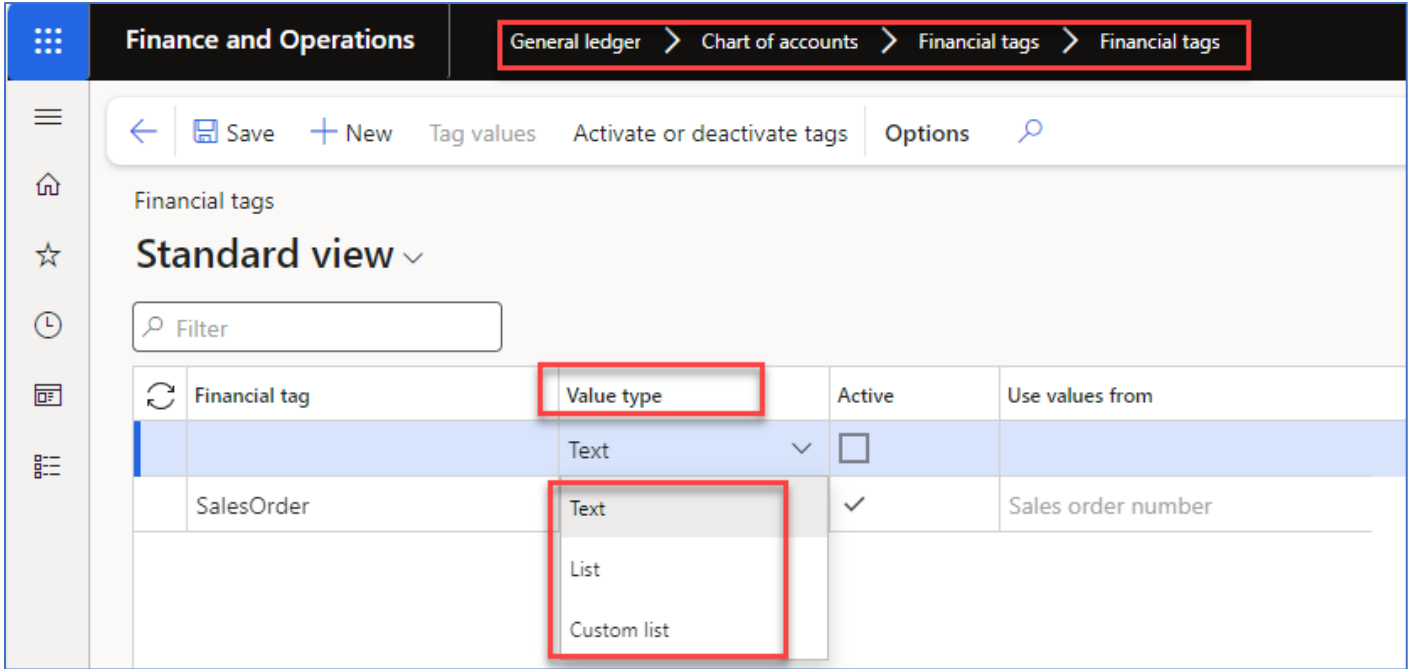 Finance and Operations
General ledger > Chart of accounts > Financial tags > Financial tags
Save + New Tag values Activate or deactivate tags Options
Financial tags
Standard view
Filter
Financial tag Value type Active Use values from
Text
SalesOrder Text Sales order number
List
Custom list